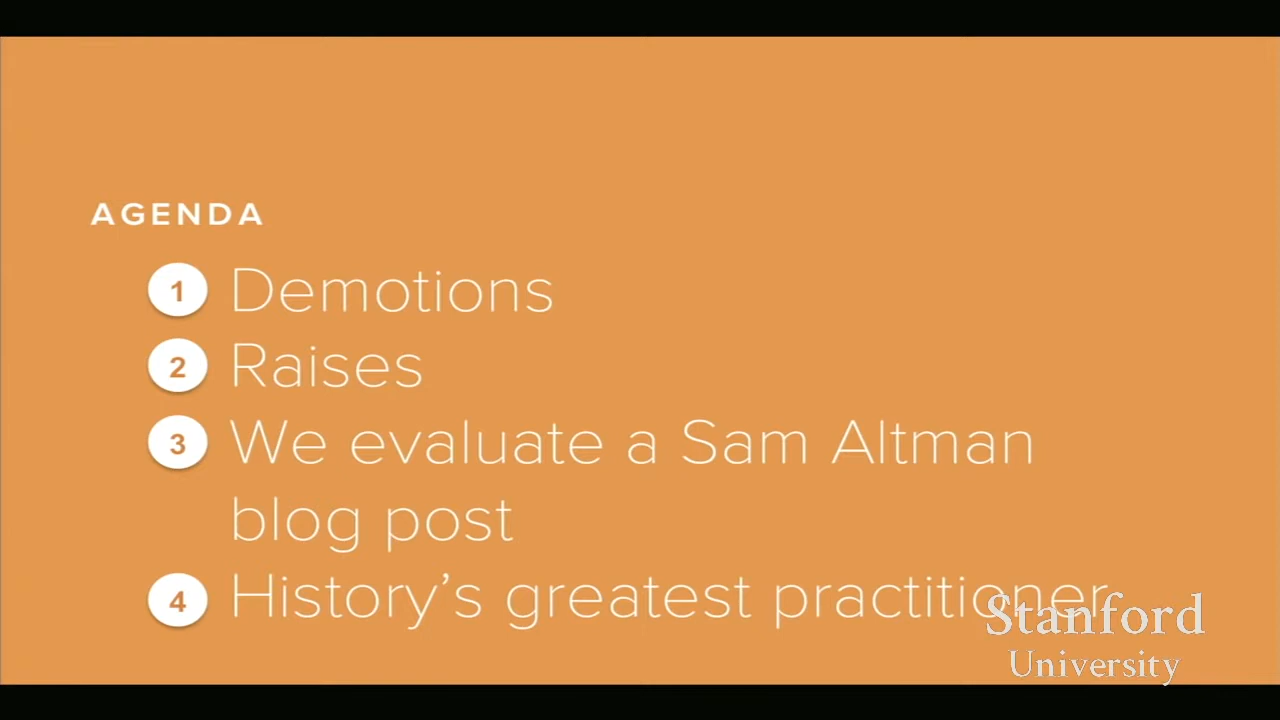 AGENDA
1 Demotions
2 Raises
3 We evaluate a Sam Altman
blog post
4 History's greatest practitioner
Stanford
University